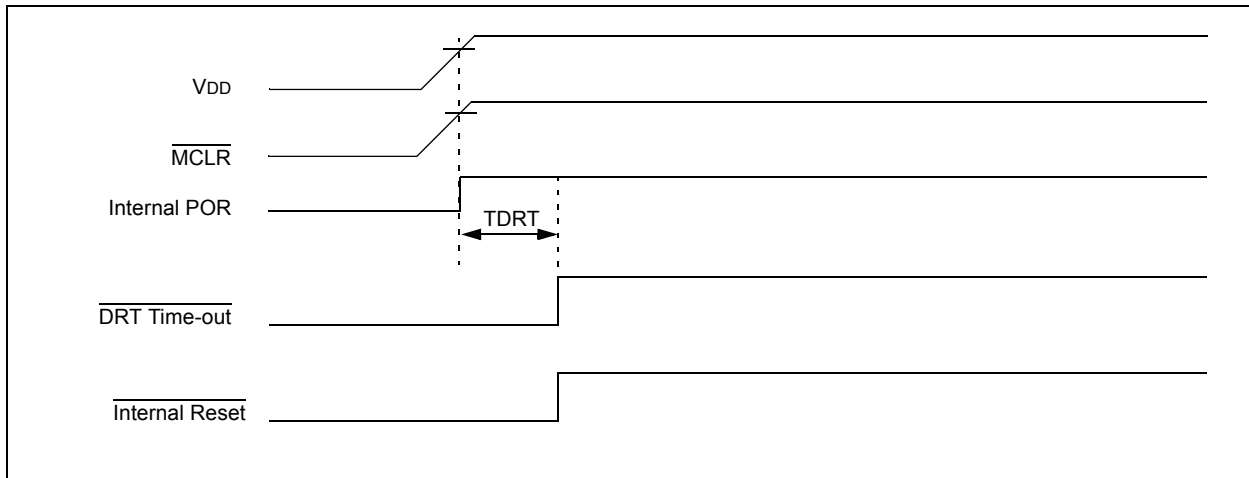 VDD
MCLR
Internal POR
TDRT
DRT Time-out
Internal Reset